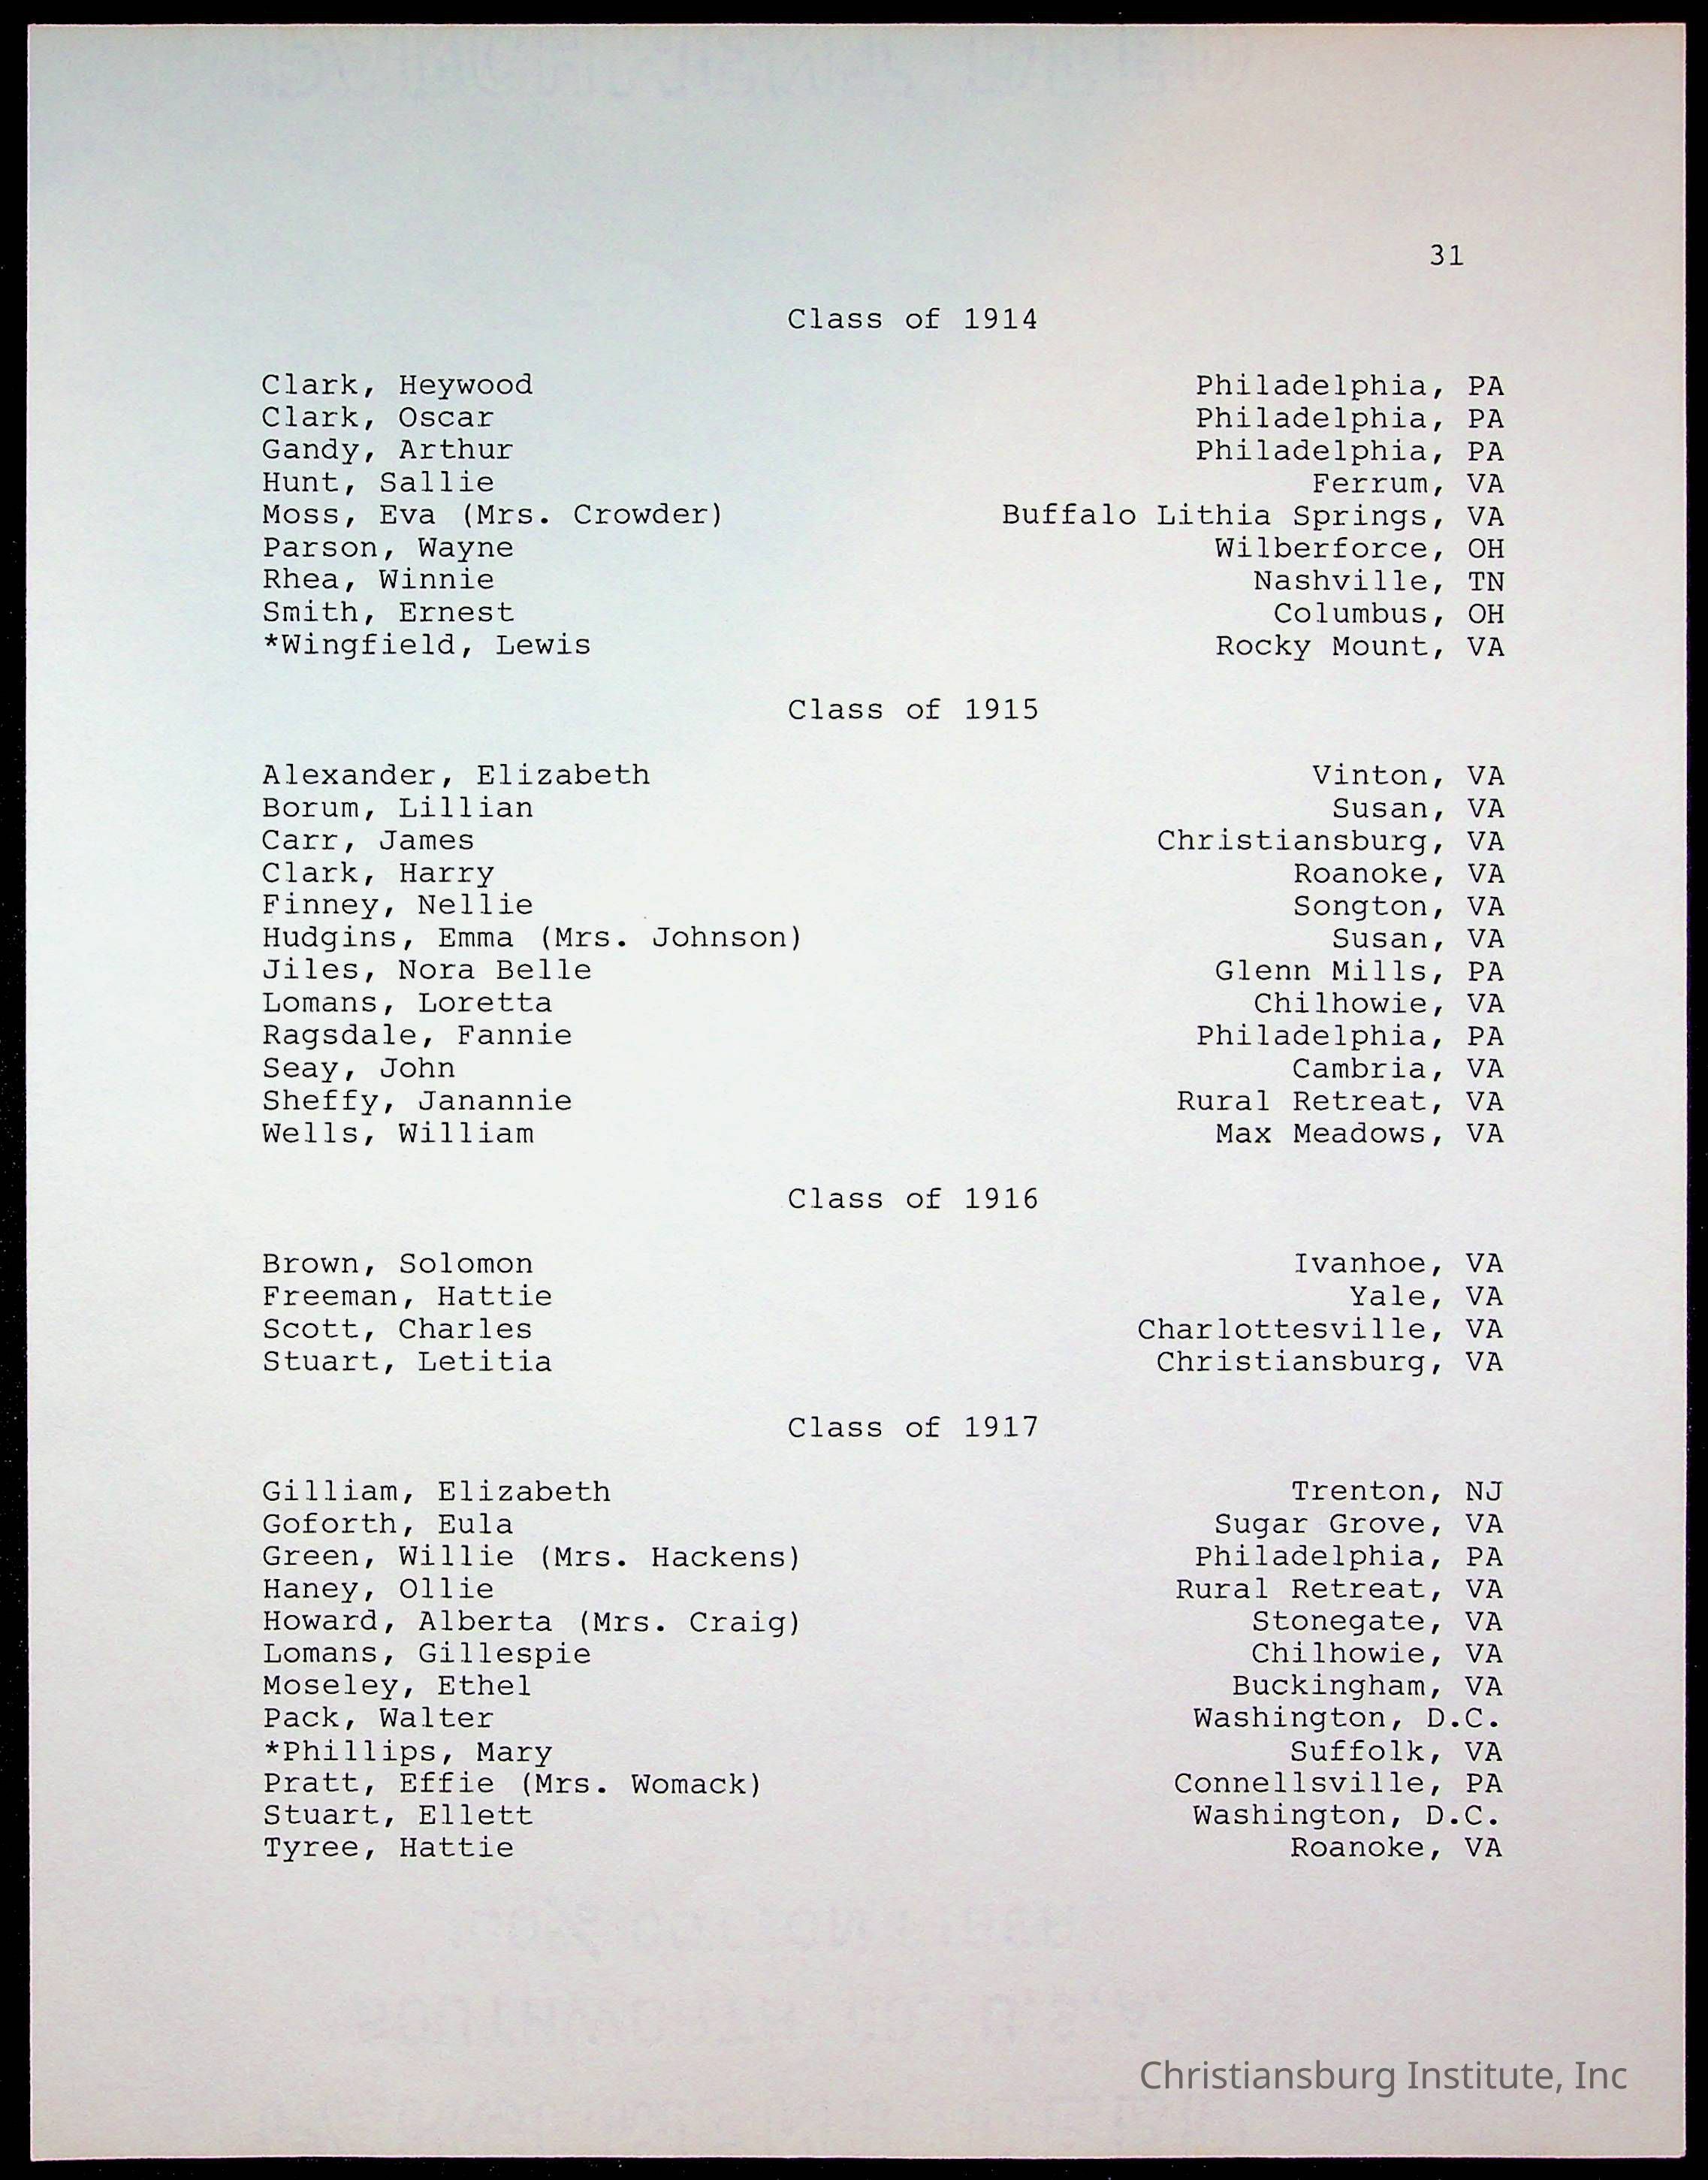 31
Class of 1914
Clark, Heywood Philadelphia, PA
Clark, Oscar Philadelphia, PA
Gandy, Arthur Philadelphia, PA
Hunt, Sallie Ferrum, VA
Moss, Eva (Mrs. Crowder) Buffalo Lithia Springs, VA
Parson, Wayne Wilberforce, OH
Rhea, Winnie Nashville, TN
Smith, Ernest Columbus, OH
*Wingfield, Lewis Rocky Mount, VA
Class of 1915
Alexander, Elizabeth Vinton, VA
Borum, Lillian Susan, VA
Carr, James Christiansburg, VA
Clark, Harry Roanoke, VA
Finney, Nellie Songton, VA
Hudgins, Emma (Mrs. Johnson) Susan, VA
Jiles, Nora Belle Glenn Mills, PA
Lomans, Loretta Chilhowie, VA
Ragsdale, Fannie Philadelphia, PA
Seay, John Cambria, VA
Sheffy, Janannie Rural Retreat, VA
Wells, William Max Meadows, VA
Class of 1916
Brown, Solomon Ivanhoe, VA
Freeman, Hattie Yale, VA
Scott, Charles Charlottesville, VA
Stuart, Letitia Christiansburg, VA
Class of 1917
Gilliam, Elizabeth Trenton, NJ
Goforth, Eula Sugar Grove, VA
Green, Willie (Mrs. Hackens) Philadelphia, PA
Haney, Ollie Rural Retreat, VA
Howard, Alberta (Mrs. Craig) Stonegate, VA
Lomans, Gillespie Chilhowie, VA
Moseley, Ethel Buckingham, VA
Pack, Walter Washington, D.C.
*Phillips, Mary Suffolk, VA
Pratt, Effie (Mrs. Womack) Connellsville, PA
Stuart, Ellett Washington, D.C.
Tyree, Hattie Roanoke, VA
Christiansburg Institute, Inc